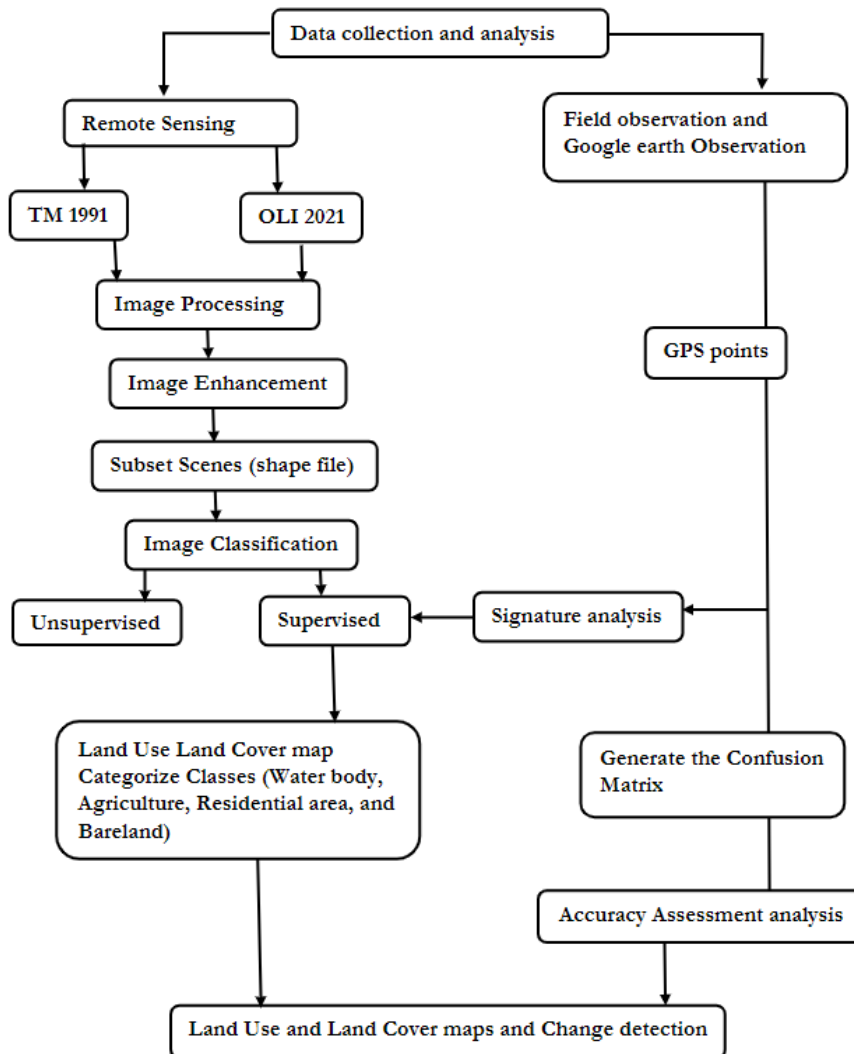 Data collection and analysis
Remote Sensing
Field observation and
Google earth Observation
TM 1991
OLI 2021
Image Processing
GPS points
Image Enhancement
Subset Scenes (shape file)
Image Classification
Unsupervised
Supervised
Signature analysis
Land Use Land Cover map
Categorize Classes (Water body,
Agriculture, Residential area, and
Bareland)
Generate the Confusion
Matrix
Accuracy Assessment analysis
Land Use and Land Cover maps and Change detection